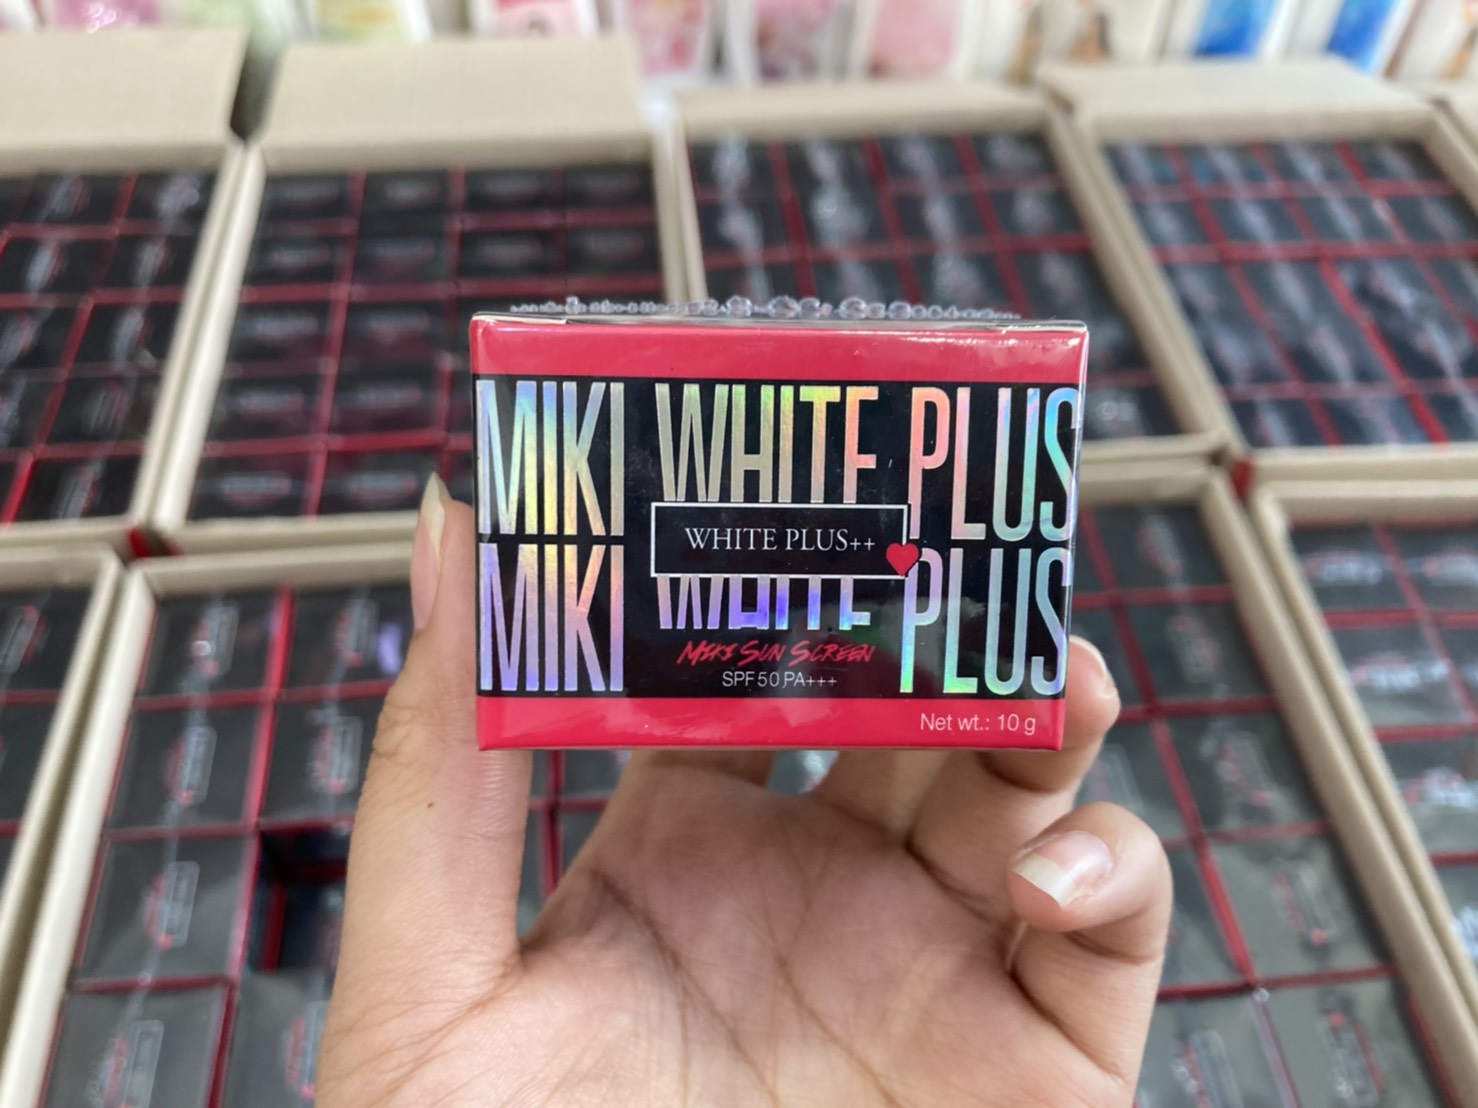 MIKI WHITE PLUS
WHITE PLUS++
MIKI WHITE PLUS
MIKI SUN SCREEN
SPF 50 PA+++
Net wt.: 10 g